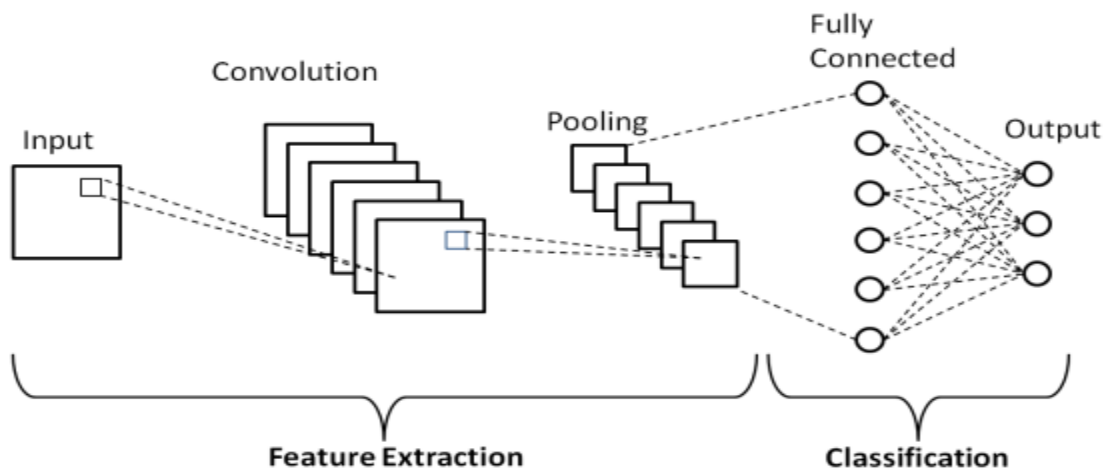 Fully
Connected
Convolution
Pooling
Output
Input
Feature Extraction
Classification